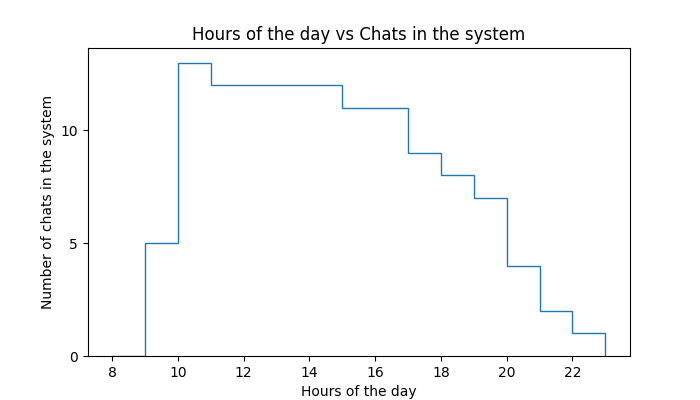 Hours of the day vs Chats in the system
Number of chats in the system
10
5
0
8 10 12 14 16 18 20 22
Hours of the day